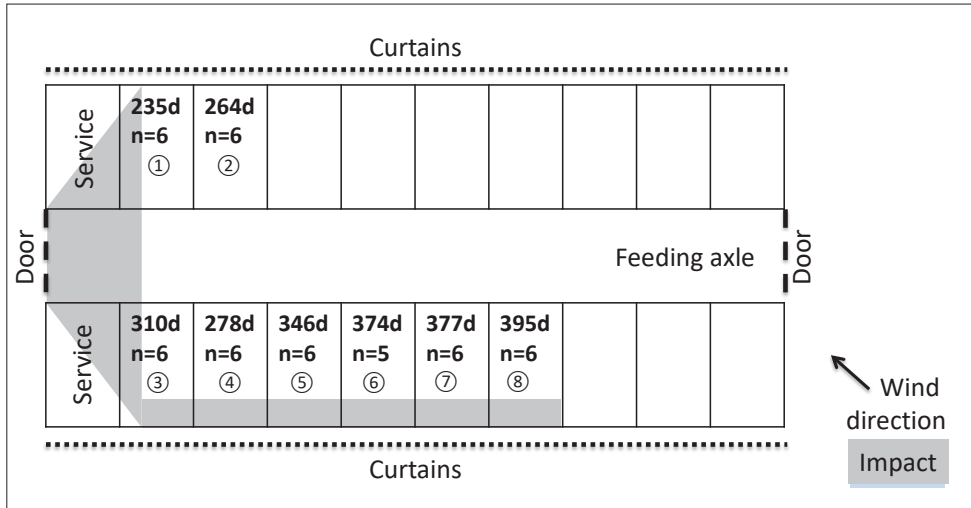 Curtains
Service
235d
n=6
①
264d
n=6
②
Door
Feeding axle
Door
Service
310d
n=6
③
278d
n=6
④
346d
n=6
⑤
374d
n=5
⑥
377d
n=6
⑦
395d
n=6
⑧
Wind
direction
Impact
Curtains